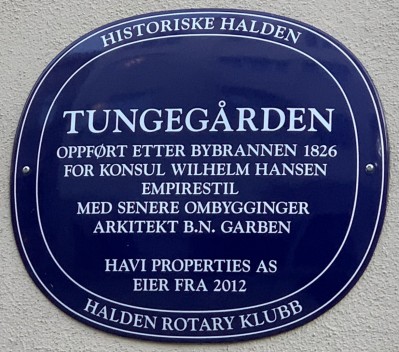 HISTORISKE HALDEN
TUNGEGÅRDEN
OPPFØRT ETTER BYBRANNEN 1826
FOR KONSUL WILHELM HANSEN
EMPIRESTIL
MED SENERE OMBYGGINGER
ARKITEKT B.N. GARBEN
HAVI PROPERTIES AS
EIER FRA 2012
HALDEN ROTARY KLUBB